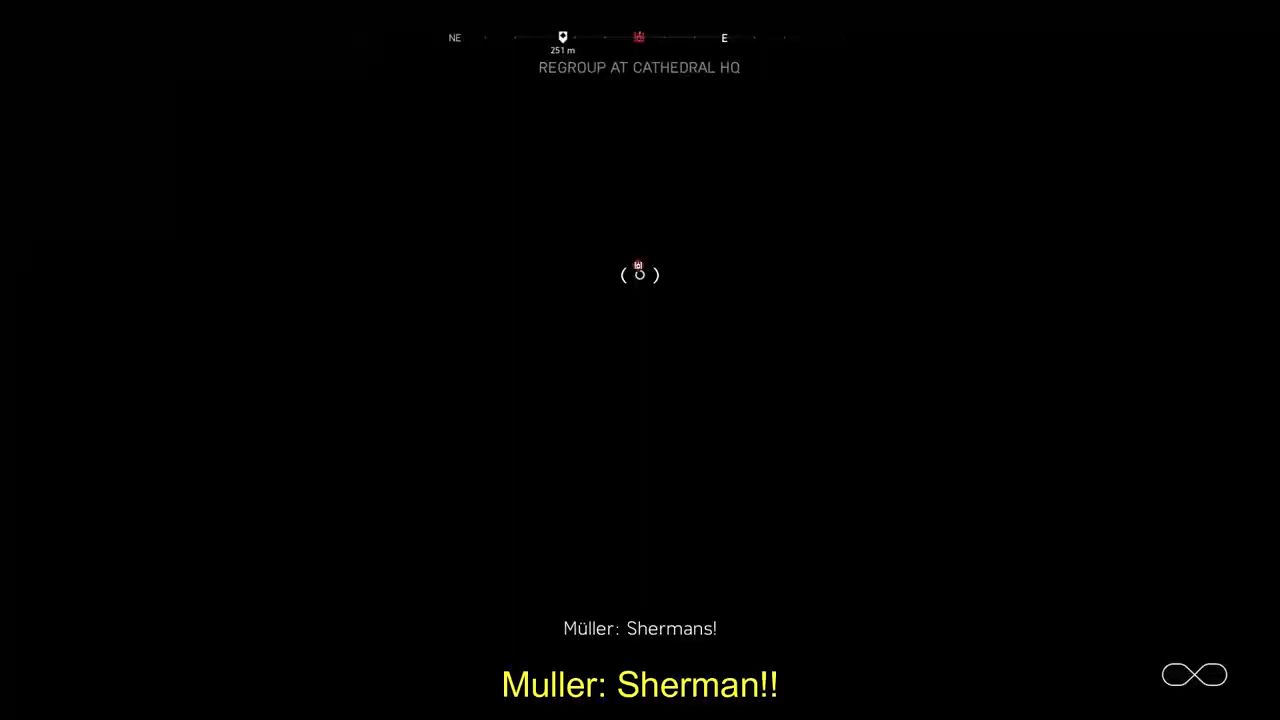 NE
E
251 m
REGROUP AT CATHEDRAL HQ
Müller: Shermans!
Muller: Sherman!!